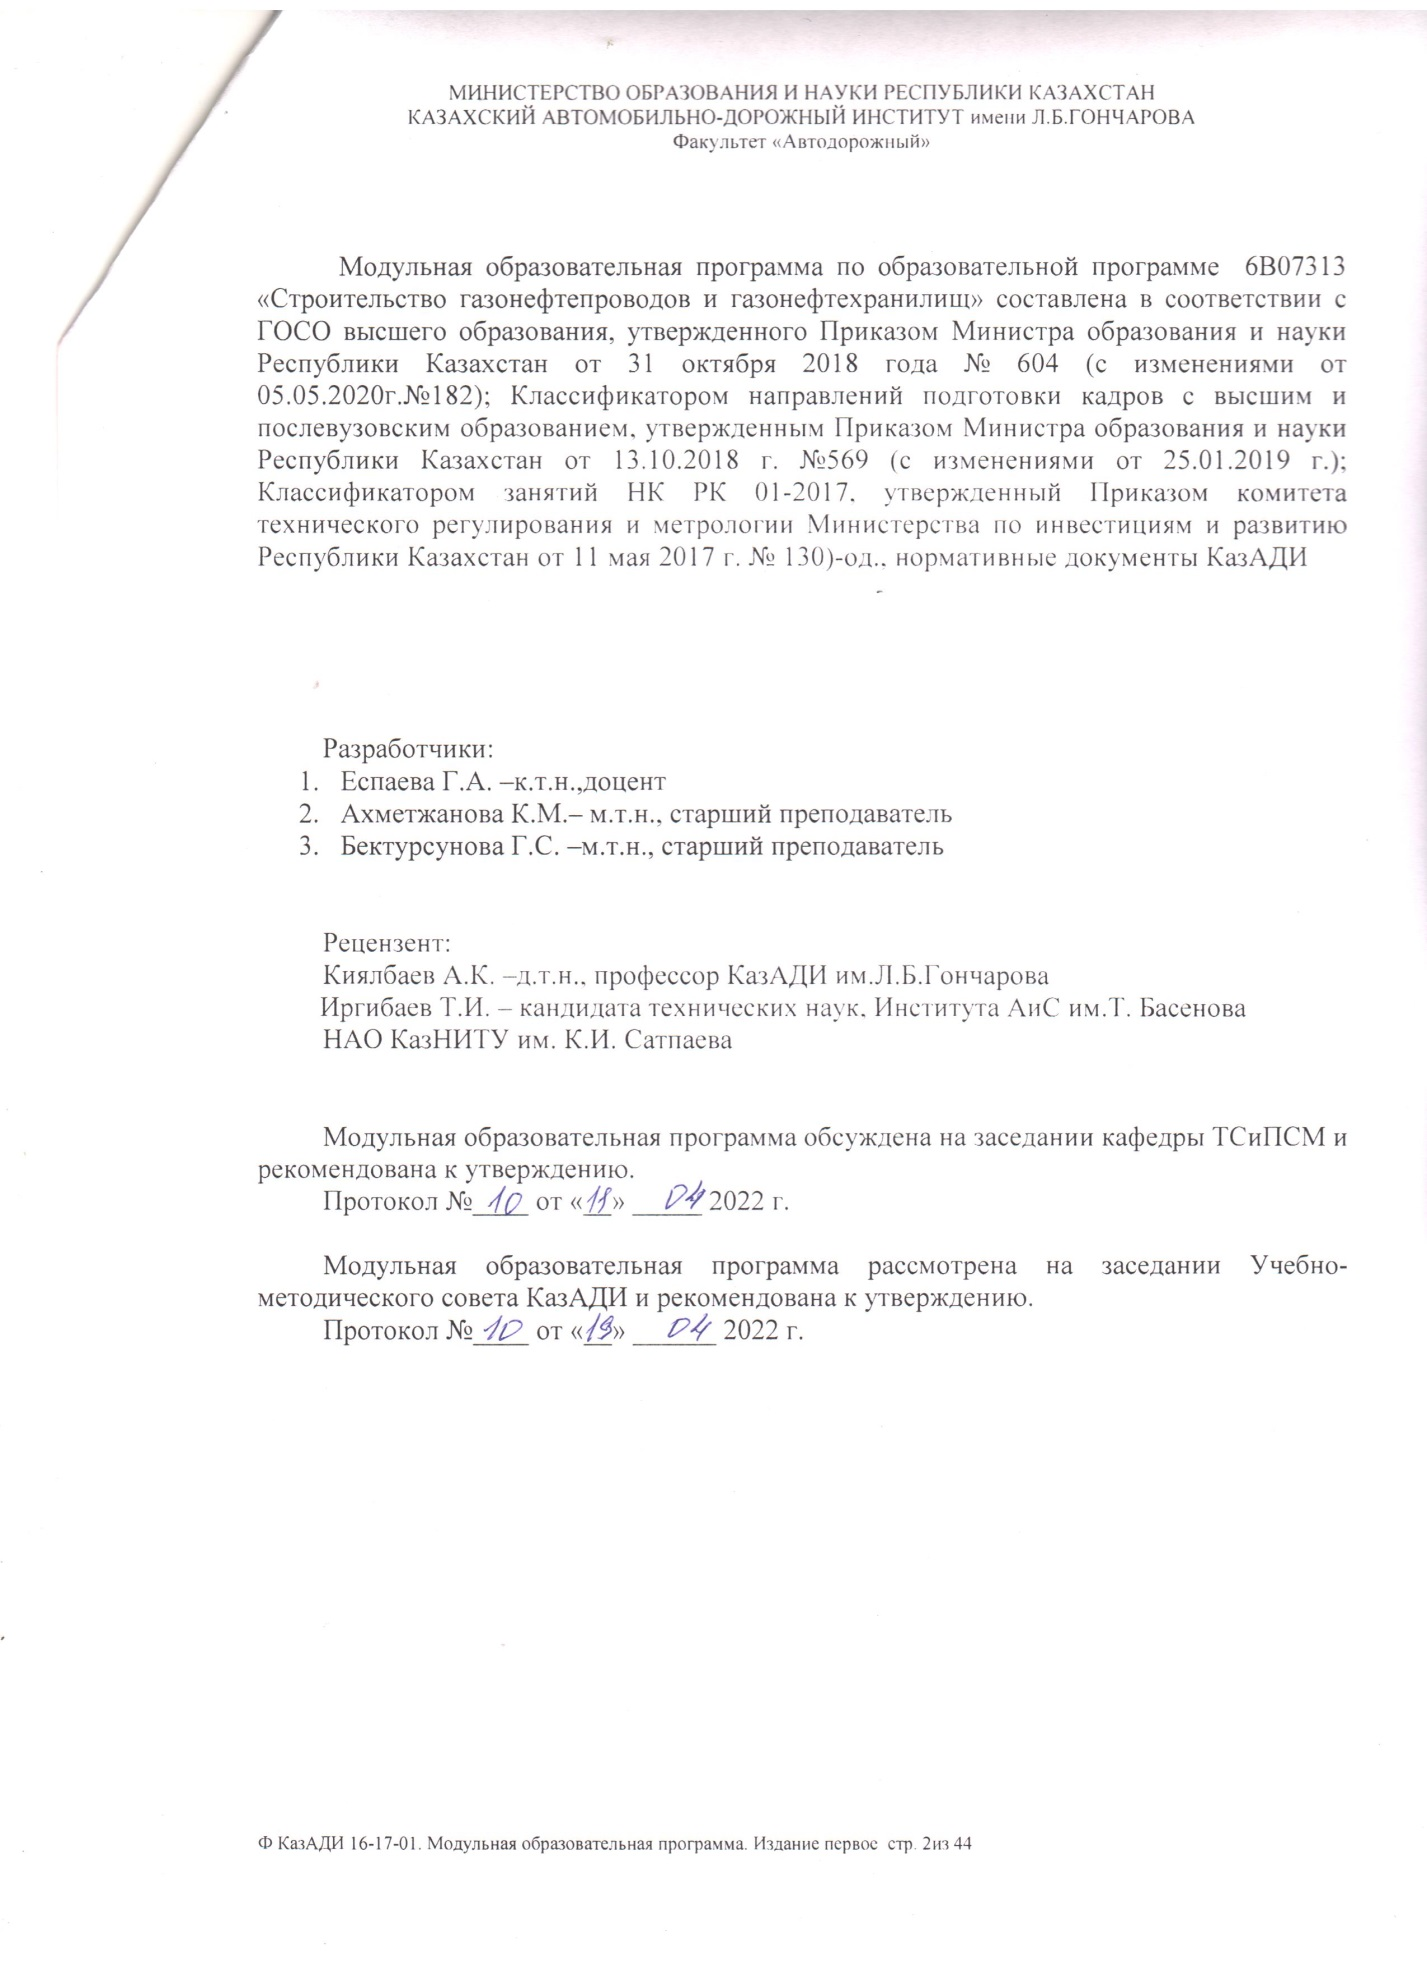 МИНИСТЕРСТВО ОБРАЗОВАНИЯ И НАУКИ РЕСПУБЛИКИ КАЗАХСТАН
КАЗАХСКИЙ АВТОМОБИЛЬНО-ДОРОЖНЫЙ ИНСТИТУТ имени Л.Б.ГОНЧАРОВА
Факультет «Автодорожный»
Модульная образовательная программа по образовательной программе 6В07313
«Строительство газонефтепроводов и газонефтехранилищ» составлена в соответствии с
ГОСО высшего образования, утвержденного Приказом Министра образования и науки
Республики Казахстан от 31 октября 2018 года № 604 (с изменениями от
05.05.2020г.№182); Классификатором направлений подготовки кадров с высшим и
послевузовским образованием, утвержденным Приказом Министра образования и науки
Республики Казахстан от 13.10.2018 г. №569 (с изменениями от 25.01.2019 г.);
Классификатором занятий НК РК 01-2017, утвержденный Приказом комитета
технического регулирования и метрологии Министерства по инвестициям и развитию
Республики Казахстан от 11 мая 2017 г. № 130)-од., нормативные документы КазАДИ
Разработчики:
1. Еспаева Г.А. –к.т.н.,доцент
2. Ахметжанова К.М.– м.т.н., старший преподаватель
3. Бектурсунова Г.С. –м.т.н., старший преподаватель
Рецензент:
Киялбаев А.К. –д.т.н., профессор КазАДИ им.Л.Б.Гончарова
Иргибаев Т.И. – кандидата технических наук, Института АиС им.Т. Басенова
НАО КазНИТУ им. К.И. Сатпаева
Модульная образовательная программа обсуждена на заседании кафедры ТСиПСМ и
рекомендована к утверждению.
Протокол № 10 от «11» 04 2022 г.
Модульная образовательная программа рассмотрена на заседании Учебно-
методического совета КазАДИ и рекомендована к утверждению.
Протокол № 10 от «19» 04 2022 г.
Ф КазАДИ 16-17-01. Модульная образовательная программа. Издание первое стр. 2из 44